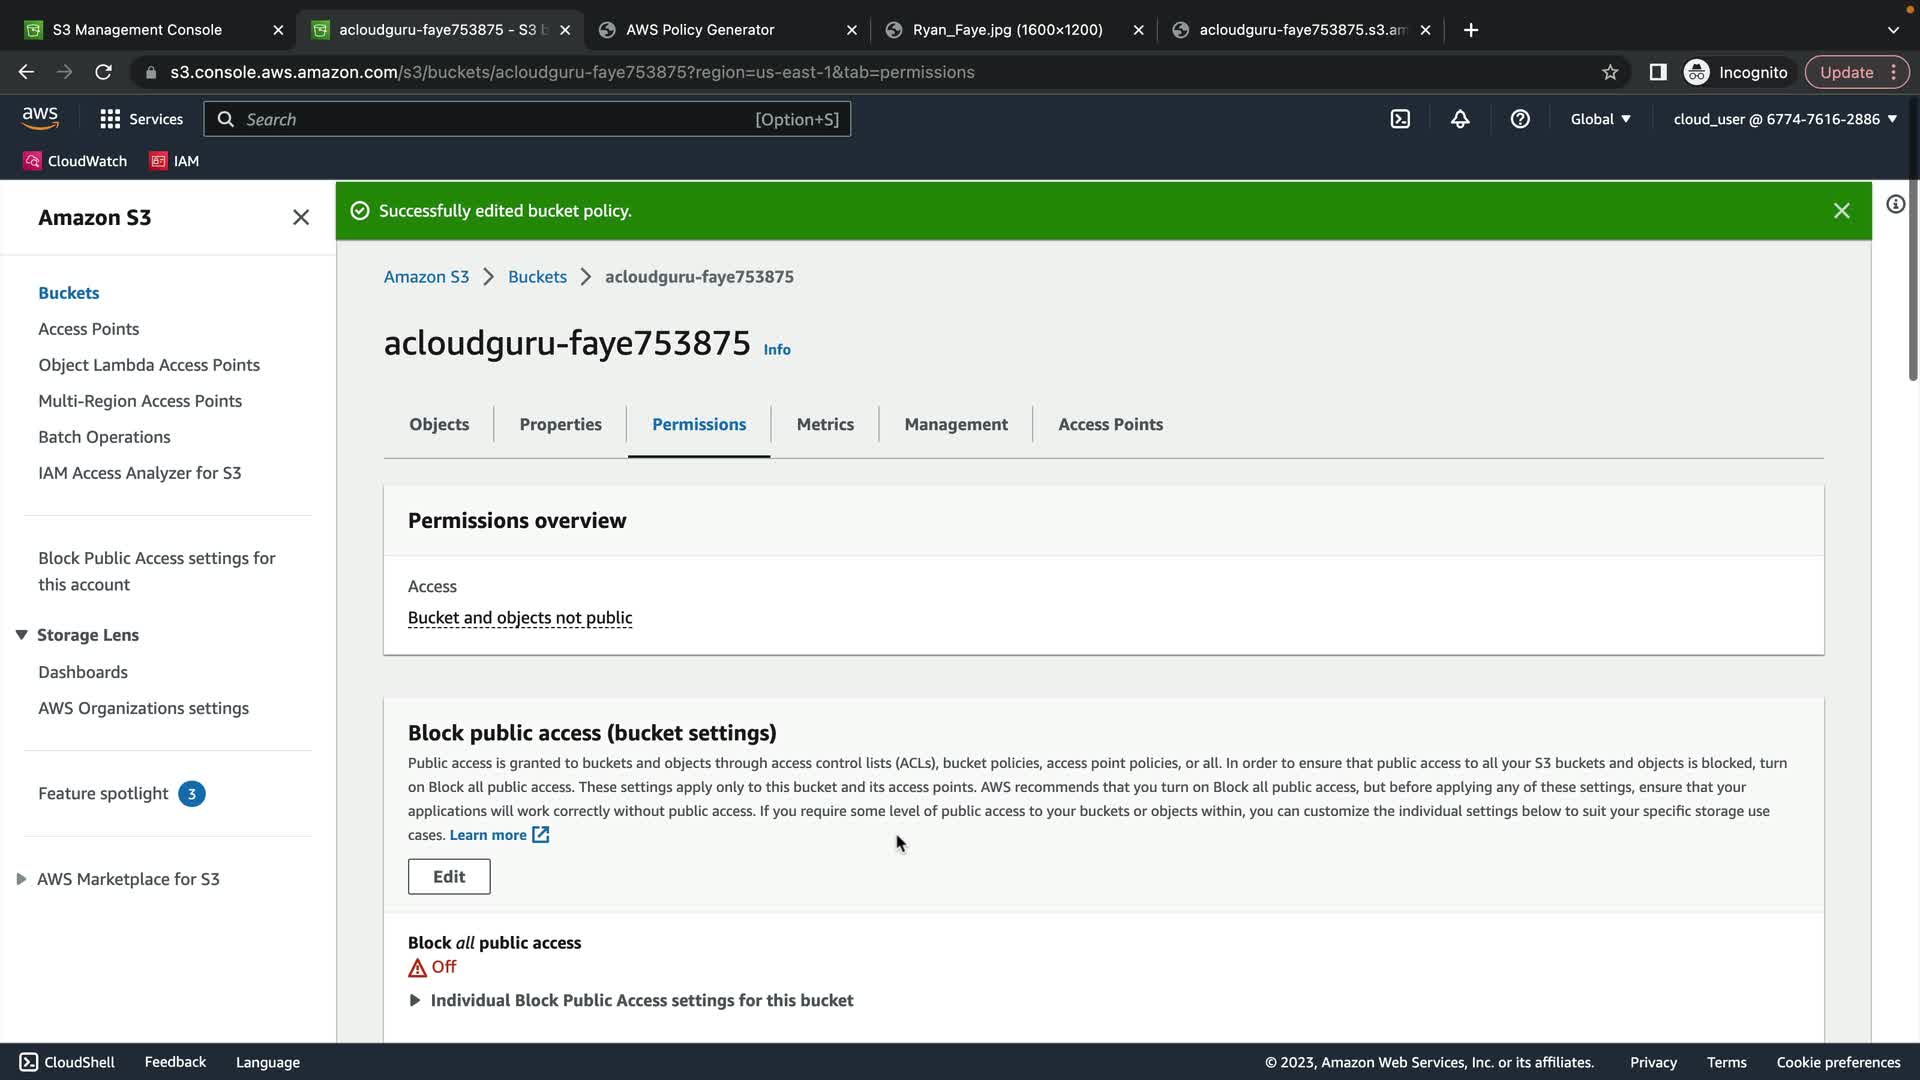 S3 Management Console
acloudguru-faye753875 - S3 b
AWS Policy Generator
Ryan_Faye.jpg (1600×1200)
acloudguru-faye753875.s3.am
s3.console.aws.amazon.com/s3/buckets/acloudguru-faye753875?region=us-east-1&tab=permissions
Incognito
Update
aws
Services
Search
[Option+S]
Global
cloud_user @ 6774-7616-2886
CloudWatch
IAM
Amazon S3
Buckets
Access Points
Object Lambda Access Points
Multi-Region Access Points
Batch Operations
IAM Access Analyzer for S3
Block Public Access settings for
this account
Storage Lens
Dashboards
AWS Organizations settings
Feature spotlight 3
AWS Marketplace for S3
Successfully edited bucket policy.
Amazon S3 > Buckets > acloudguru-faye753875
acloudguru-faye753875 Info
Objects
Properties
Permissions
Metrics
Management
Access Points
Permissions overview
Access
Bucket and objects not public
Block public access (bucket settings)
Public access is granted to buckets and objects through access control lists (ACLs), bucket policies, access point policies, or all. In order to ensure that public access to all your S3 buckets and objects is blocked, turn
on Block all public access. These settings apply only to this bucket and its access points. AWS recommends that you turn on Block all public access, but before applying any of these settings, ensure that your
applications will work correctly without public access. If you require some level of public access to your buckets or objects within, you can customize the individual settings below to suit your specific storage use
cases. Learn more
Edit
Block all public access
Off
Individual Block Public Access settings for this bucket
CloudShell
Feedback
Language
© 2023, Amazon Web Services, Inc. or its affiliates.
Privacy
Terms
Cookie preferences